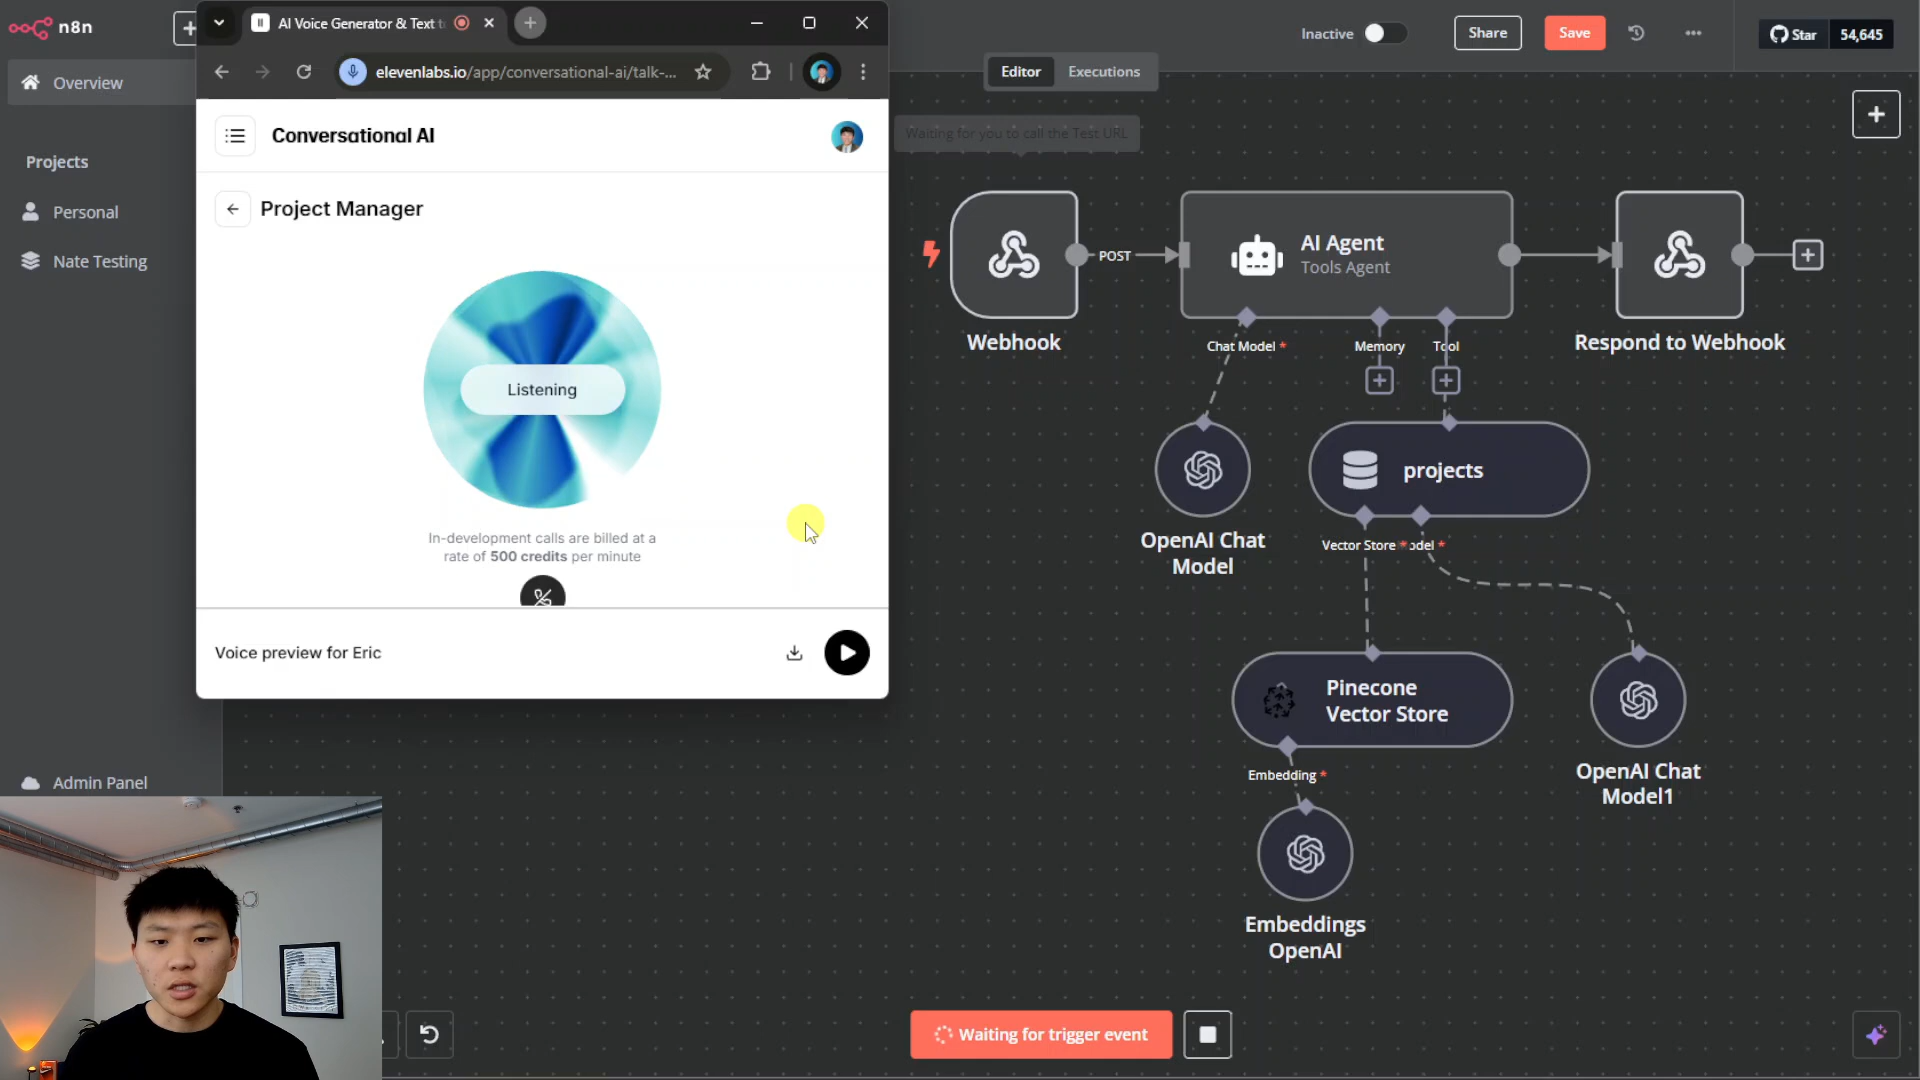 n8n
Overview
Projects
Personal
Nate Testing
Admin Panel
AI Voice Generator & Text t
elevenlabs.io/app/conversational-ai/talk-...
Conversational AI
Project Manager
Listening
In-development calls are billed at a
rate of 500 credits per minute
Voice preview for Eric
Inactive
Share
Save
Star
54,645
Editor
Executions
Waiting for you to call the Test URL
POST
Webhook
AI Agent
Tools Agent
Respond to Webhook
Chat Model *
Memory
Tool
OpenAI Chat
Model
projects
Vector Store * odel *
Pinecone
Vector Store
OpenAI Chat
Model1
Embedding *
Embeddings
OpenAI
Waiting for trigger event